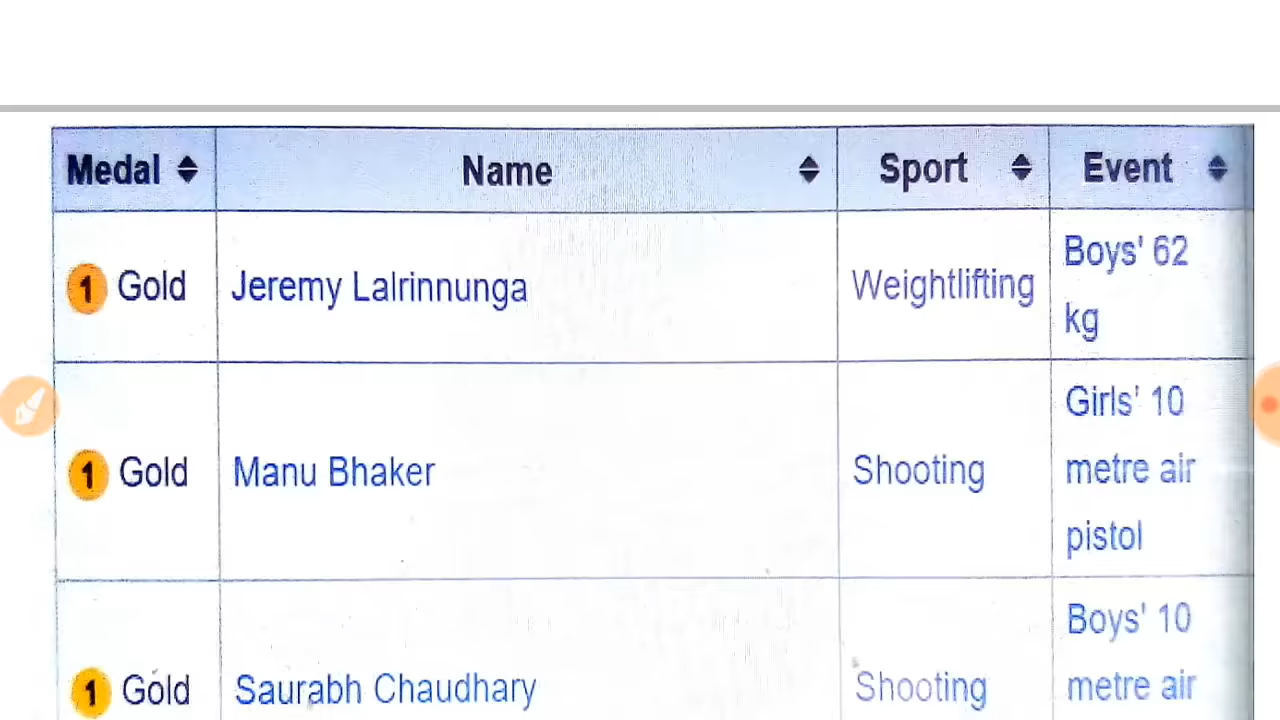 Medal Name Sport Event
1 Gold Jeremy Lalrinnunga Weightlifting Boys' 62
kg
1 Gold Manu Bhaker Shooting Girls' 10
metre air
pistol
1 Gold Saurabh Chaudhary Shooting Boys' 10
metre air